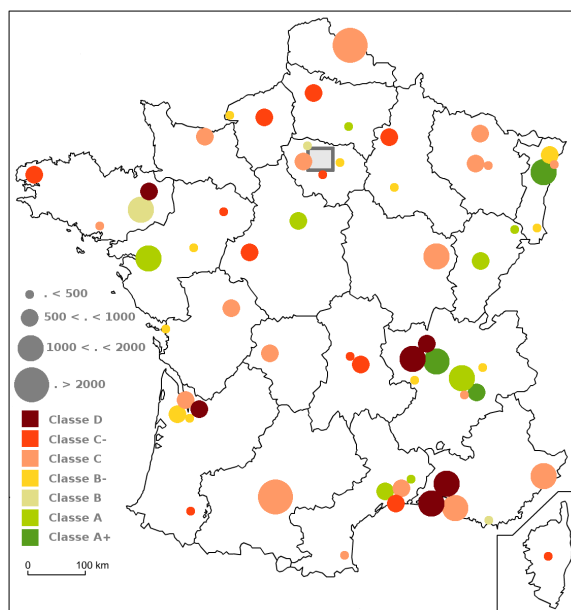 . < 500
500 < . < 1000
1000 < . < 2000
. > 2000
Classe D
Classe C-
Classe C
Classe B-
Classe B
Classe A
Classe A+
0 100 km